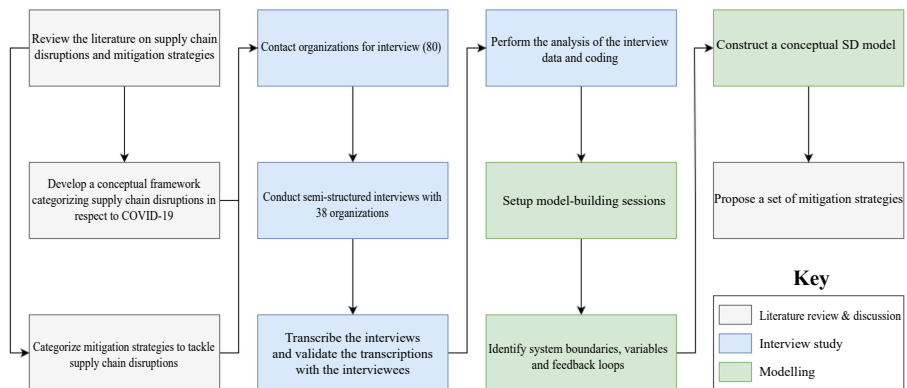 Review the literature on supply chain
disruptions and mitigation strategies
Develop a conceptual framework
categorizing supply chain disruptions in
respect to COVID-19
Categorize mitigation strategies to tackle
supply chain disruptions
Contact organizations for interview (80)
Conduct semi-structured interviews with
38 organizations
Transcribe the interviews
and validate the transcriptions
with the interviewees
Perform the analysis of the interview
data and coding
Setup model-building sessions
Identify system boundaries, variables
and feedback loops
Construct a conceptual SD model
Propose a set of mitigation strategies
Key
Literature review & discussion
Interview study
Modelling